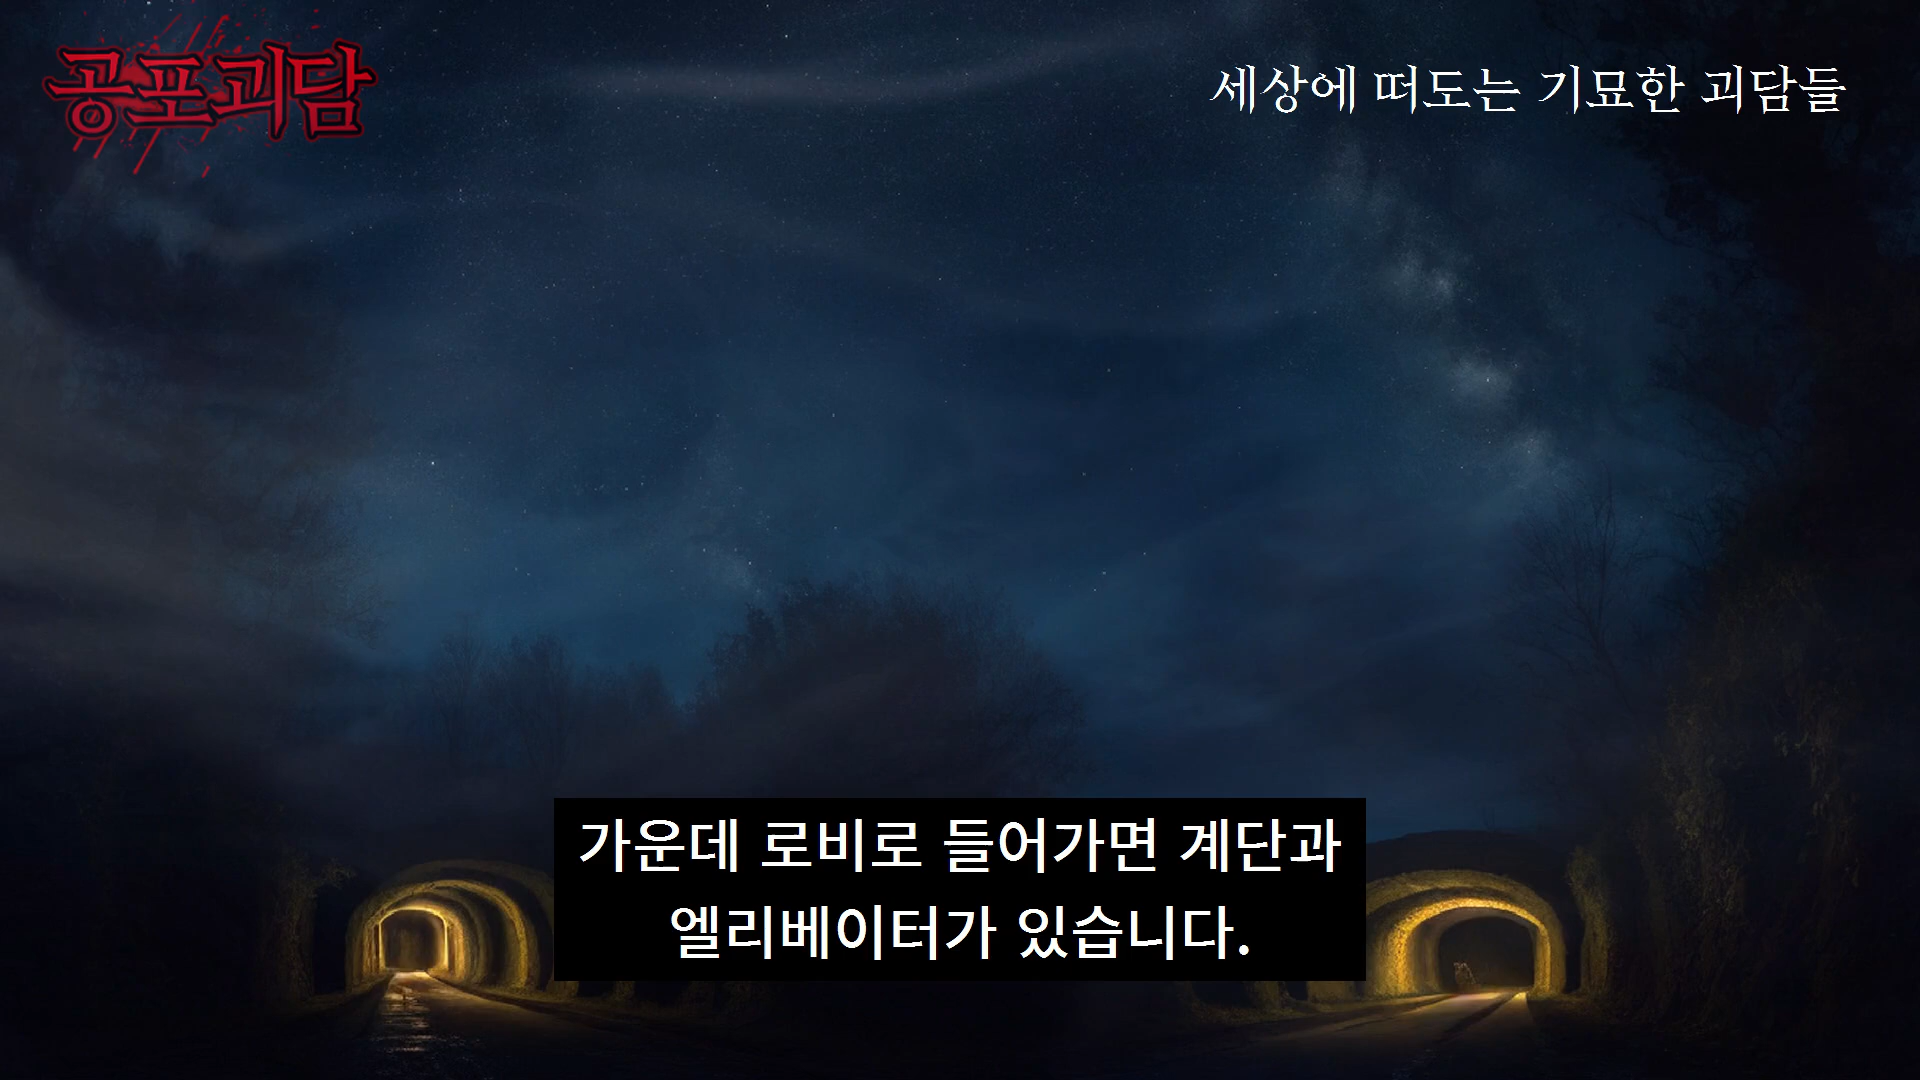 공포괴담
세상에 떠도는 기묘한 괴담들
가운데 로비로 들어가면 계단과
엘리베이터가 있습니다.